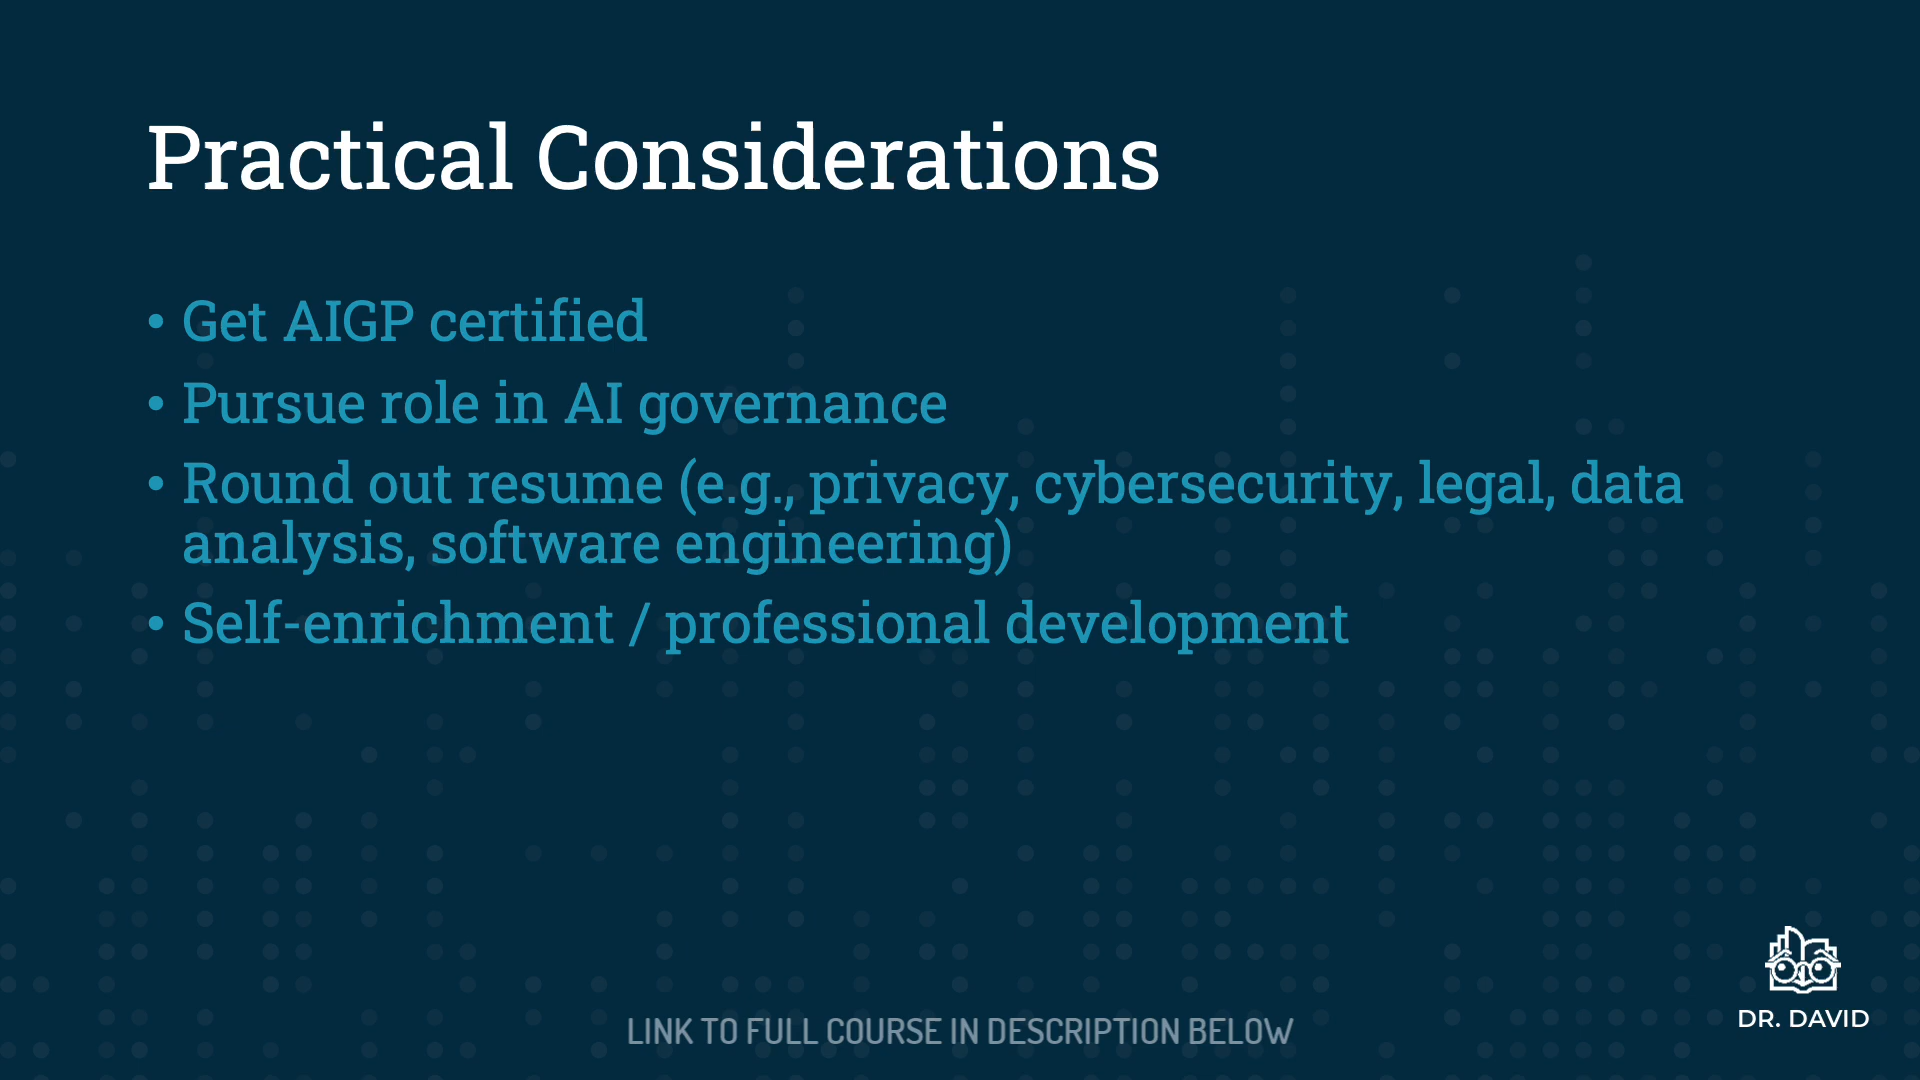 Practical Considerations
• Get AIGP certified
• Pursue role in AI governance
• Round out resume (e.g., privacy, cybersecurity, legal, data
analysis, software engineering)
• Self-enrichment / professional development
DR. DAVID
LINK TO FULL COURSE IN DESCRIPTION BELOW